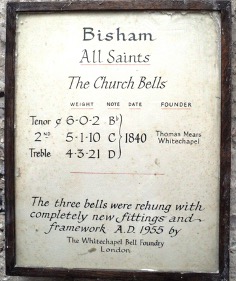 Bisham
All Saints
The Church Bells
WEIGHT NOTE DATE FOUNDER
Tenor ¢ 6·0·2 B♭
2ND 5·1·10 C 1840 Thomas Mears
Whitechapel
Treble 4·3·21 D
The three bells were rehung with
completely new fittings and
framework A.D. 1955 by
The Whitechapel Bell Foundry
London.